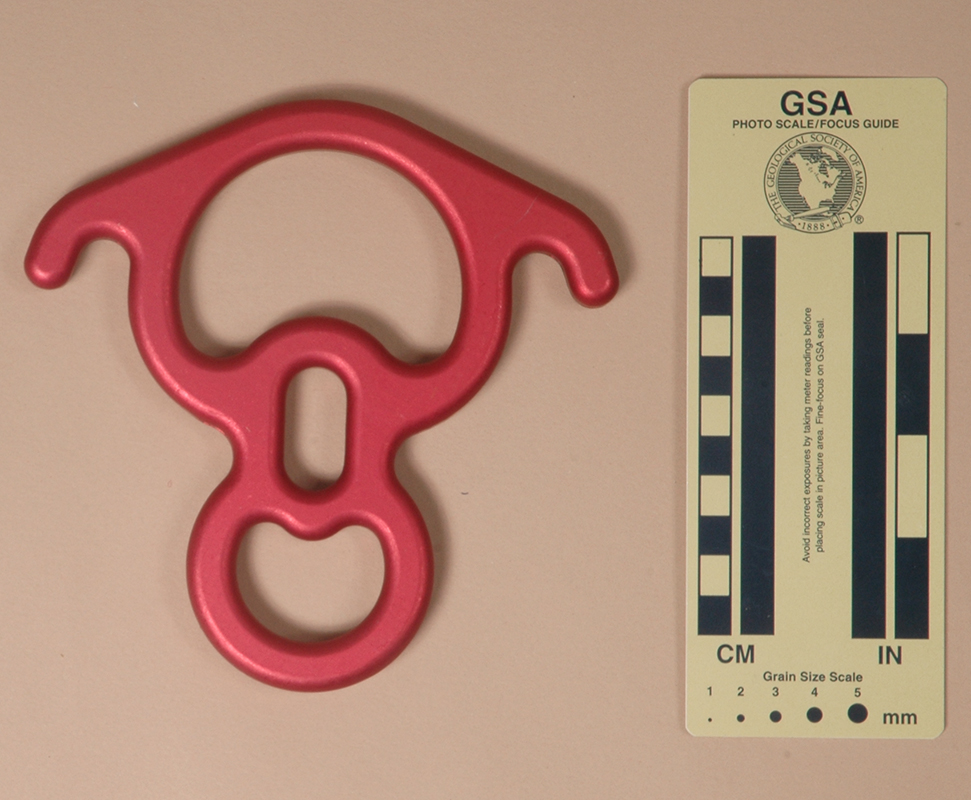 GSA
PHOTO SCALE/FOCUS GUIDE
THE GEOLOGICAL SOCIETY OF AMERICA
·1888·
®
Avoid incorrect exposures by taking meter readings before
placing scale in picture area. Fine-focus on GSA seal.
CM
IN
Grain Size Scale
1 2 3 4 5
mm